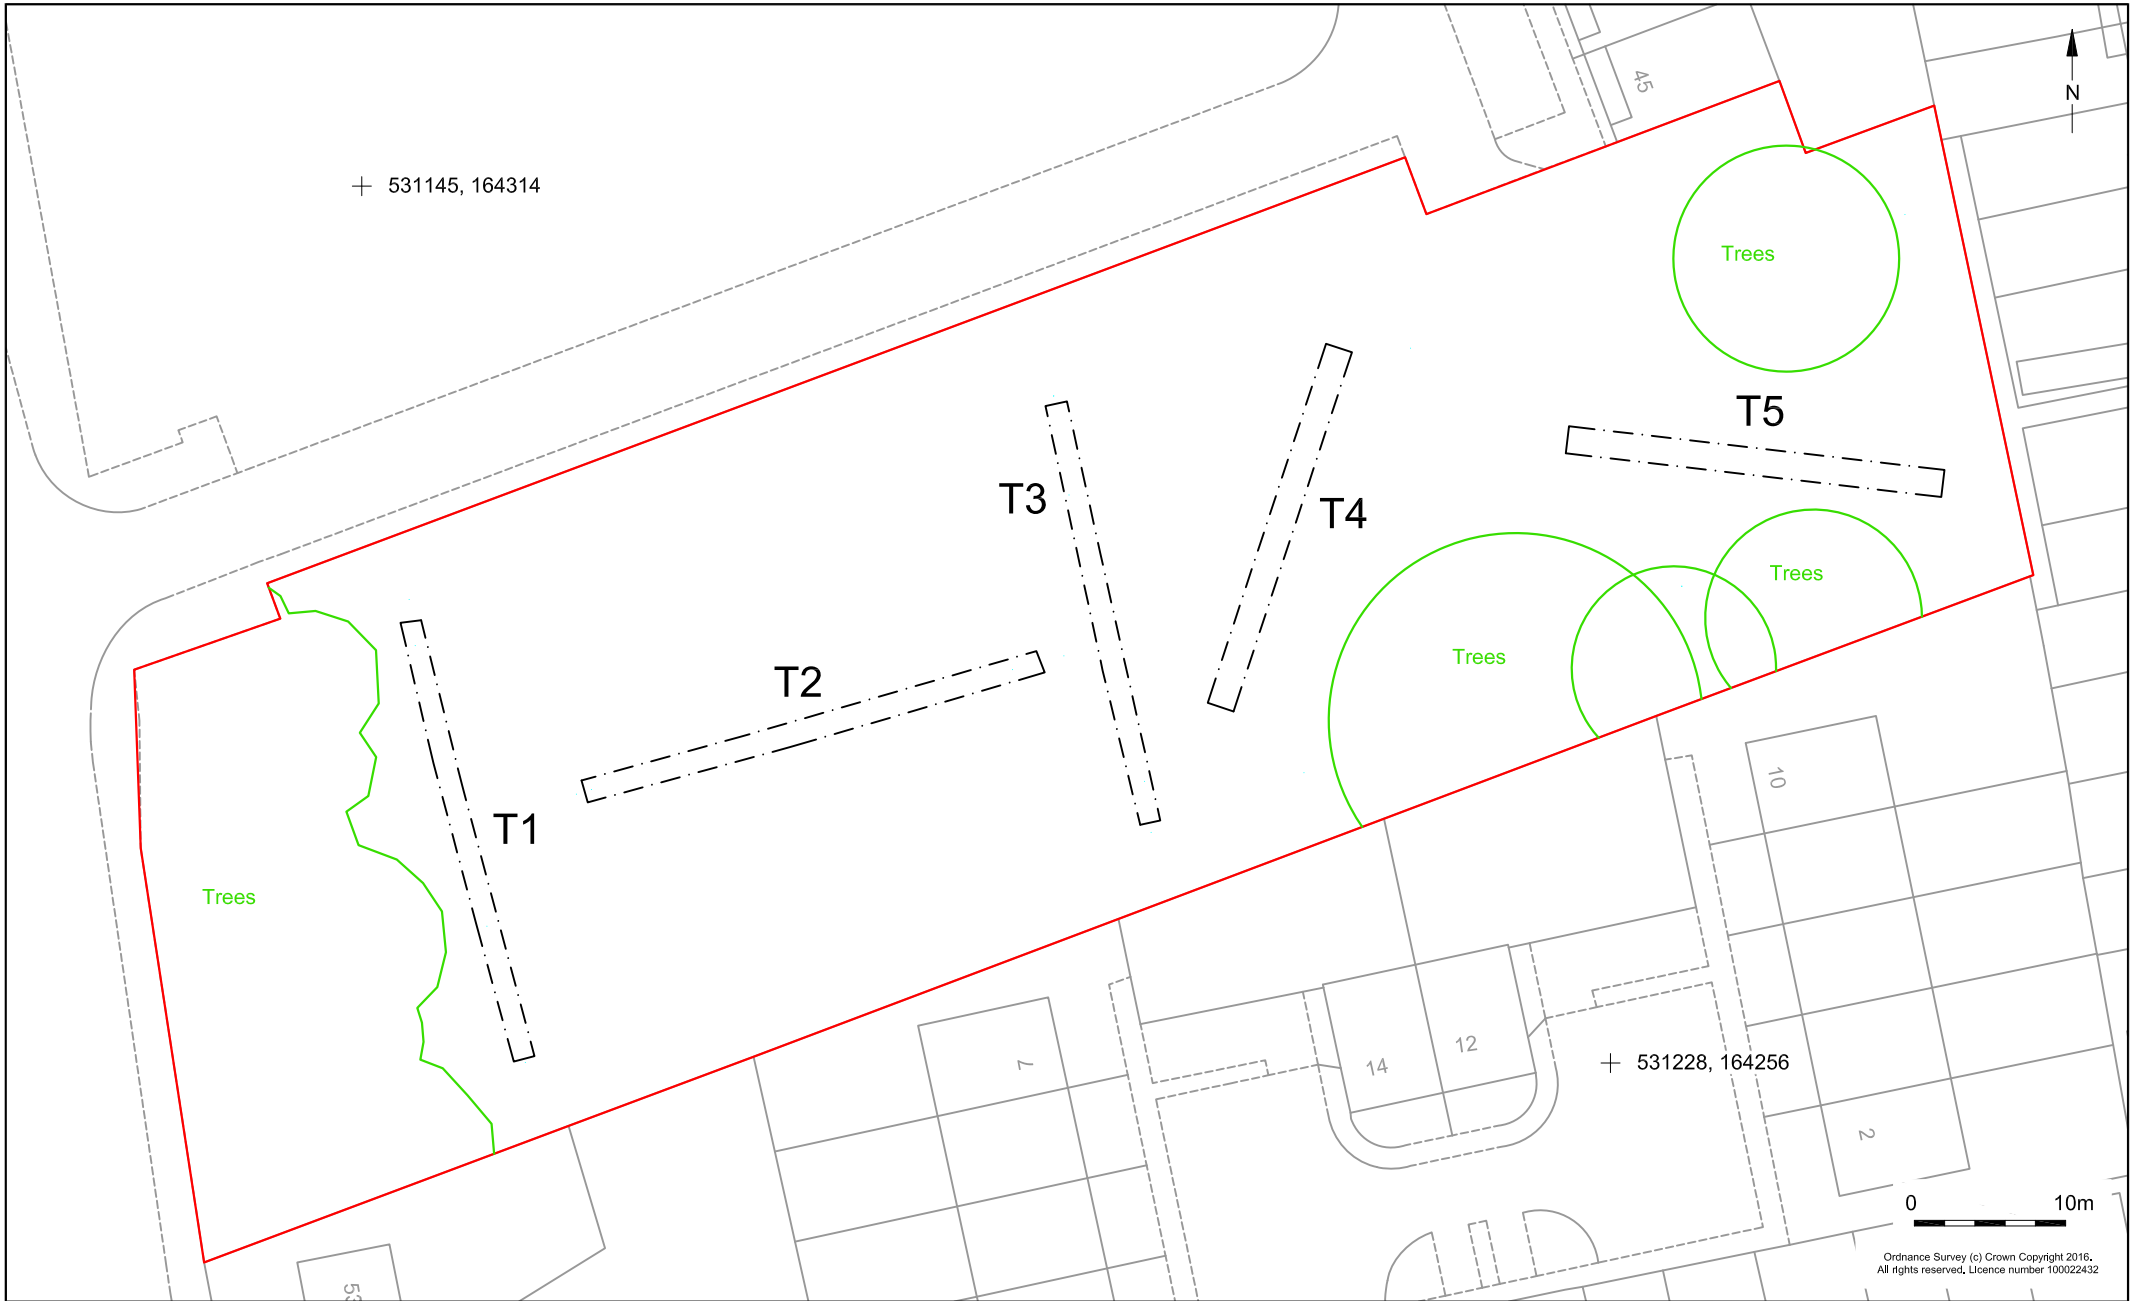 45
N
531145, 164314
Trees
T5
T3
T4
Trees
Trees
T2
10
T1
Trees
7
12
14
531228, 164256
2
0 10m
53
Ordnance Survey (c) Crown Copyright 2016.
All rights reserved. Licence number 100022432